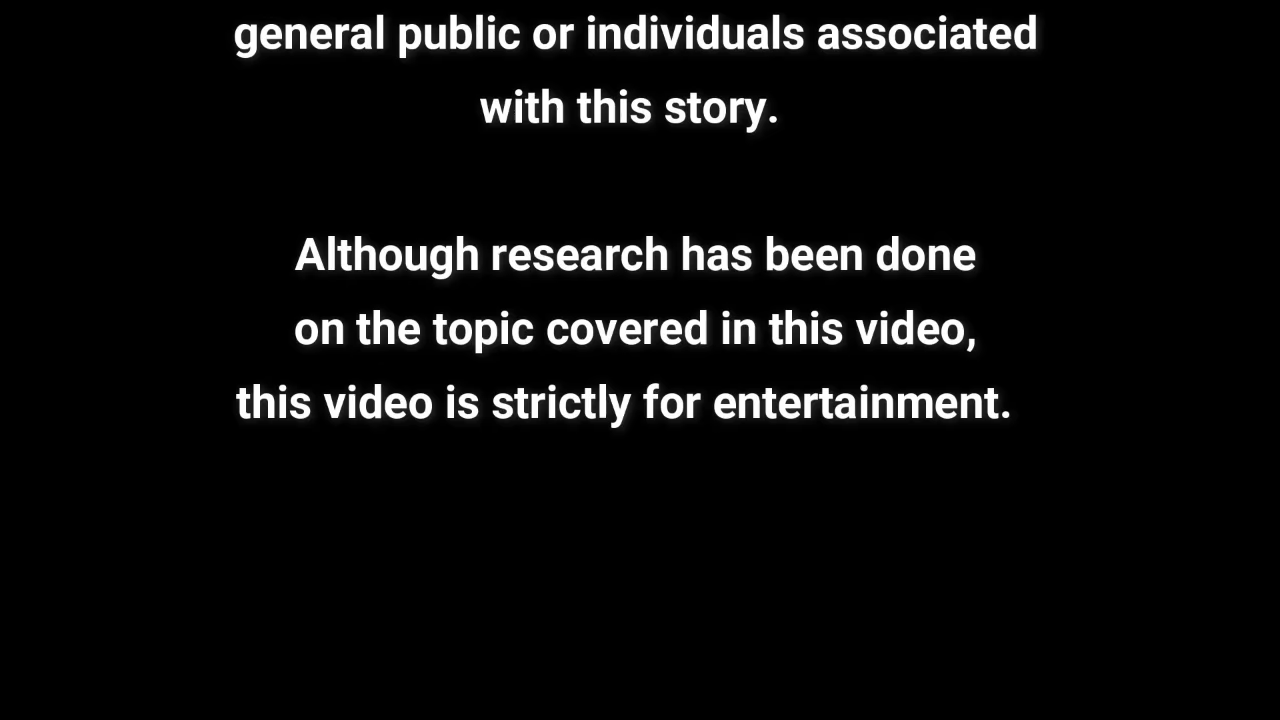 general public or individuals associated
with this story.
Although research has been done
on the topic covered in this video,
this video is strictly for entertainment.